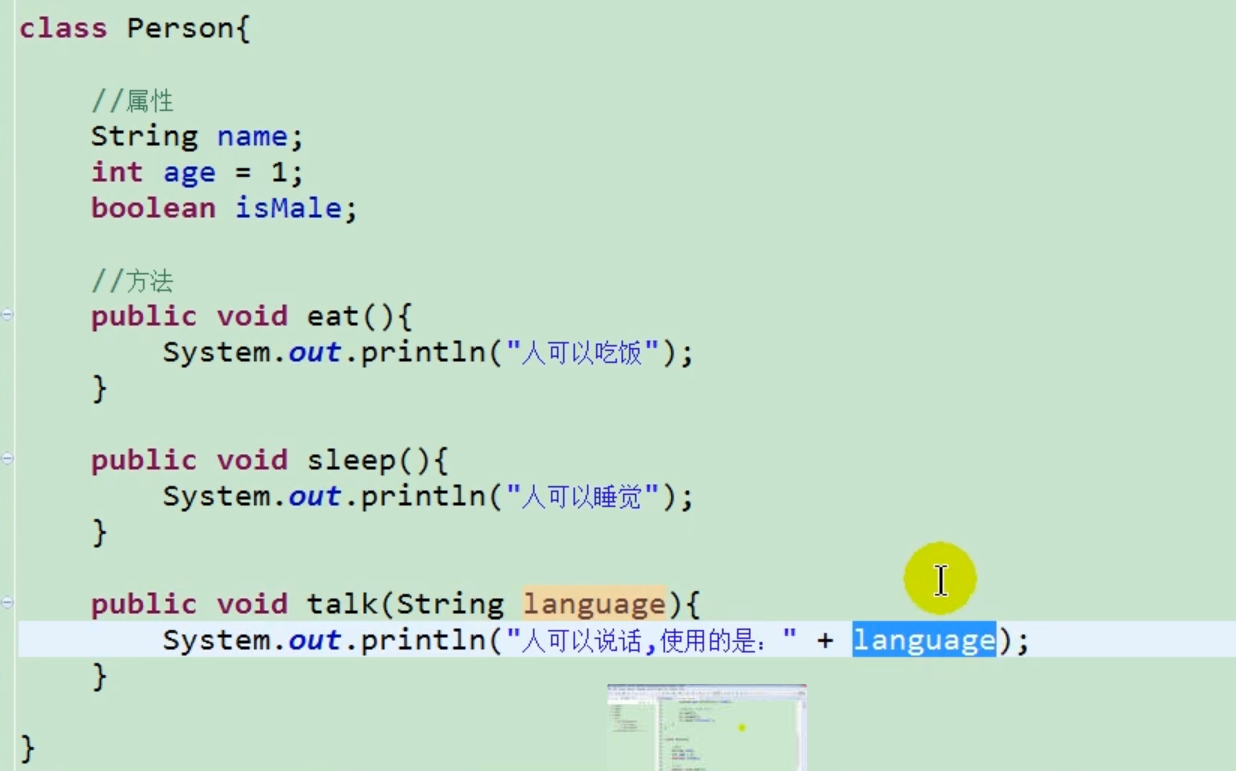 class Person{
//属性
String name;
int age = 1;
boolean isMale;
//方法
public void eat(){
System.out.println("人可以吃饭");
}
public void sleep(){
System.out.println("人可以睡觉");
}
public void talk(String language){
System.out.println("人可以说话,使用的是：" + language);
}
}